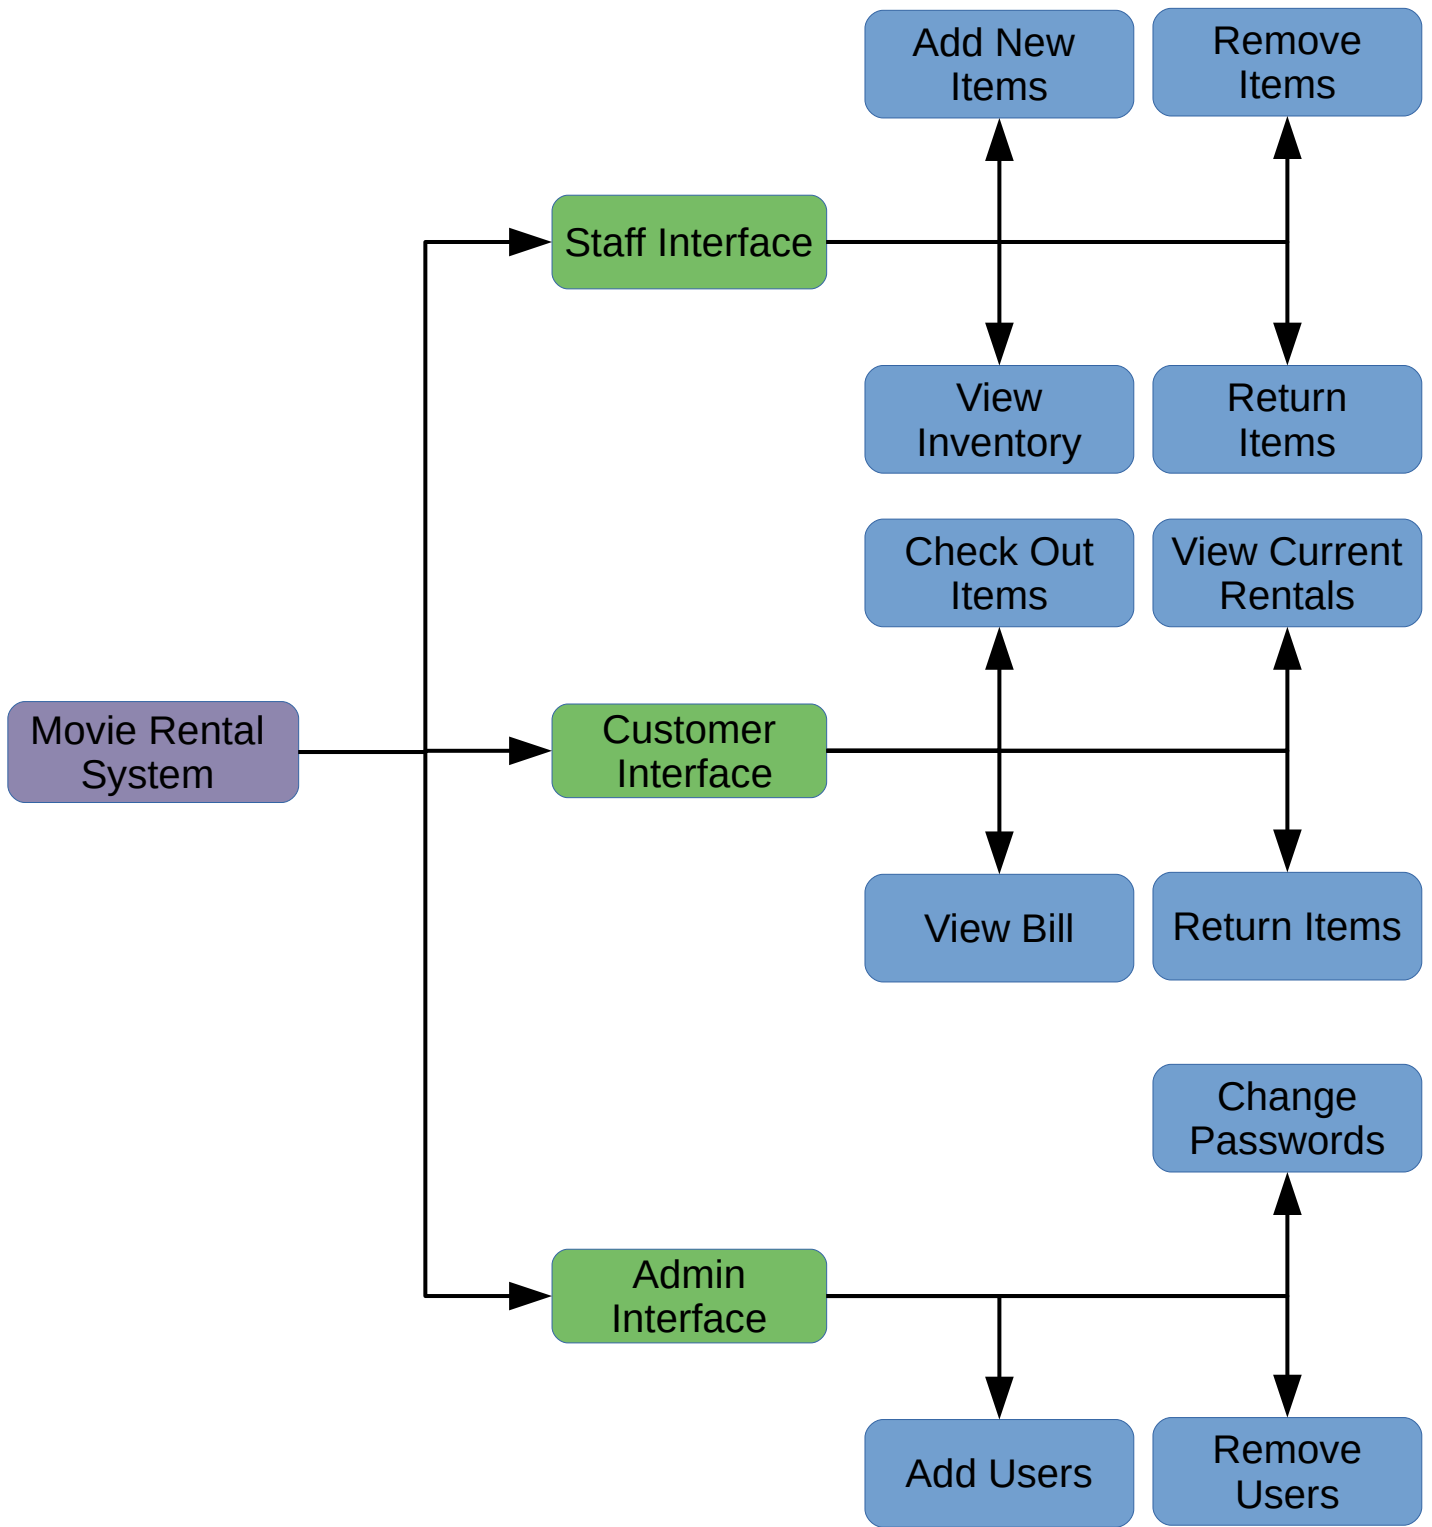 Add New
Items
Remove
Items
Staff Interface
View
Inventory
Return
Items
Check Out
Items
View Current
Rentals
Movie Rental
System
Customer
Interface
View Bill
Return Items
Change
Passwords
Admin
Interface
Add Users
Remove
Users